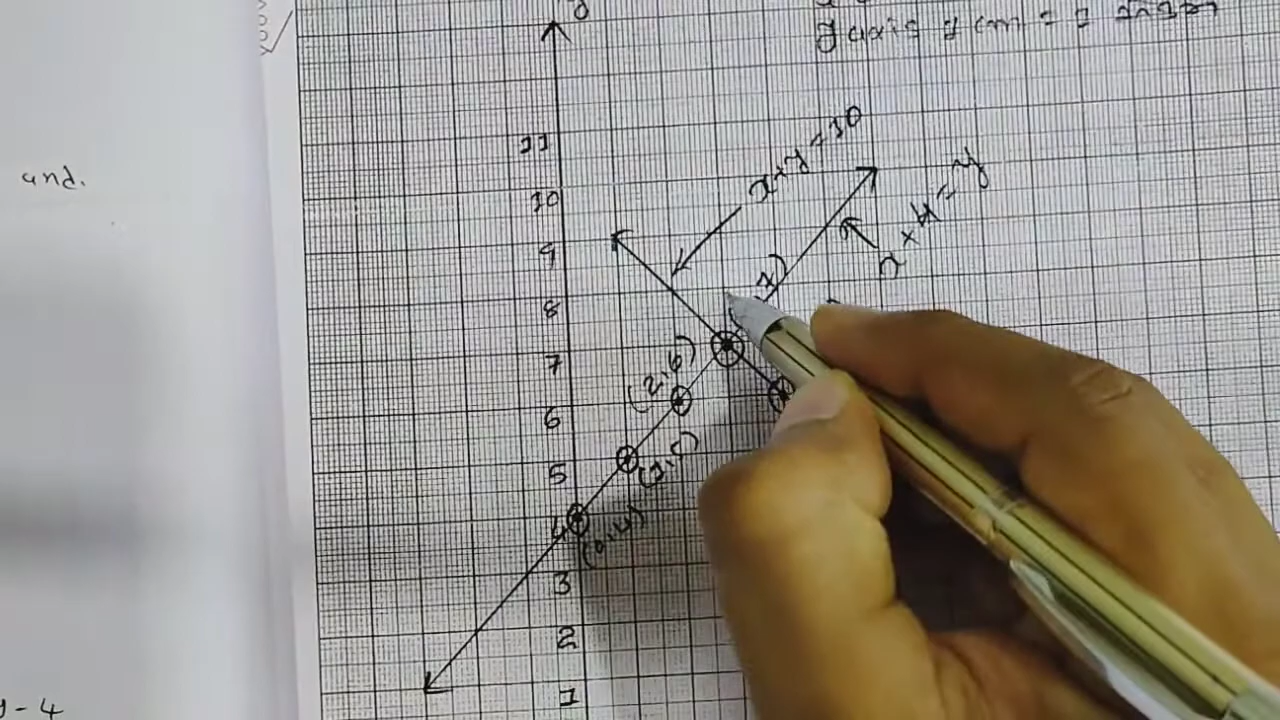 y
y axis 1 cm = 1 unit
and.
11
10
9
8
7
6
5
4
3
2
1
x+y=10
x+4=y
(2,6)
(1,5)
(0,4)
y-4